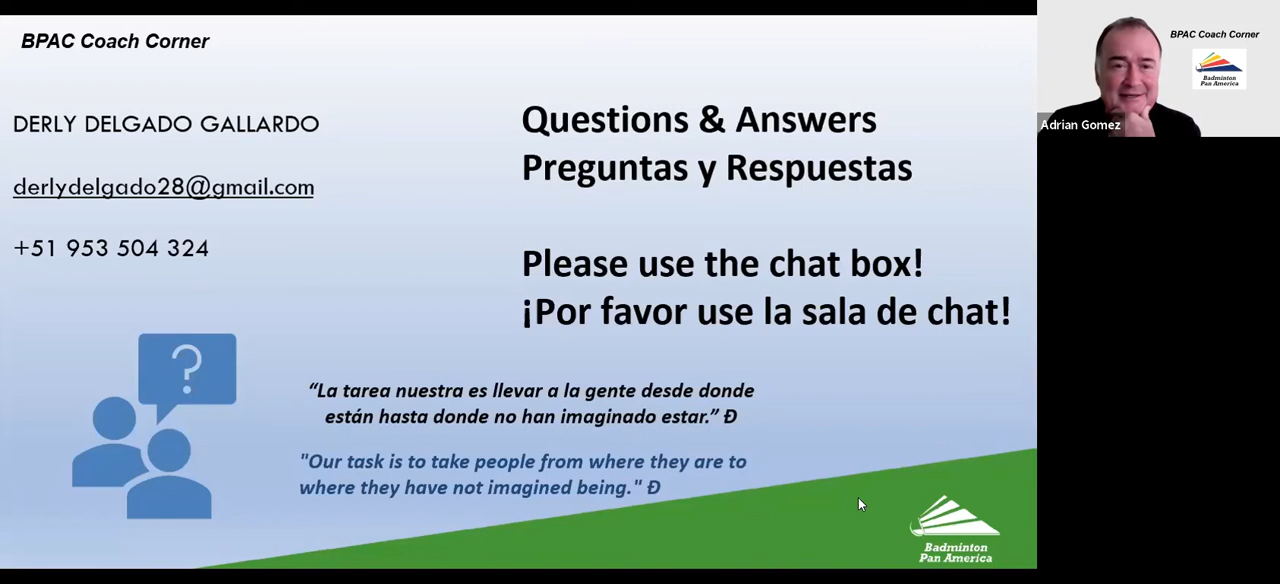 BPAC Coach Corner
DERLY DELGADO GALLARDO
derlydelgado28@gmail.com
+51 953 504 324
Questions & Answers
Preguntas y Respuestas
Please use the chat box!
¡Por favor use la sala de chat!
?
“La tarea nuestra es llevar a la gente desde donde
están hasta donde no han imaginado estar.” Đ
"Our task is to take people from where they are to
where they have not imagined being." Đ
Badminton
Pan America
BPAC Coach Corner
Badminton
Pan America
Adrian Gomez